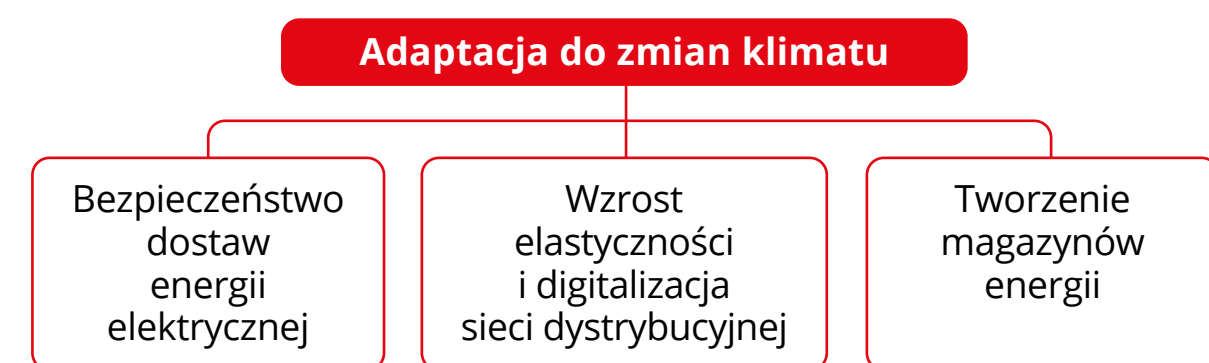 Adaptacja do zmian klimatu
Bezpieczeństwo
dostaw
energii
elektrycznej
Wzrost
elastyczności
i digitalizacja
sieci dystrybucyjnej
Tworzenie
magazynów
energii